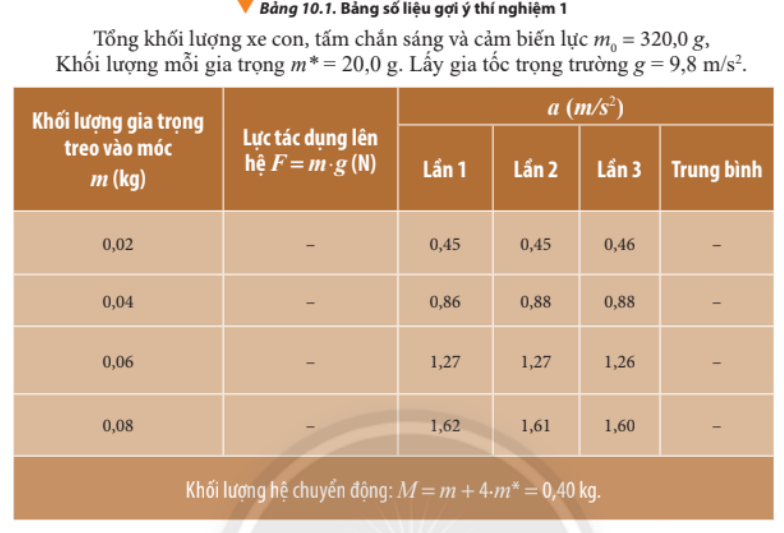 Bảng 10.1. Bảng số liệu gợi ý thí nghiệm 1
Tổng khối lượng xe con, tấm chắn sáng và cảm biến lực m₀ = 320,0 g,
Khối lượng mỗi gia trọng m* = 20,0 g. Lấy gia tốc trọng trường g = 9,8 m/s².
Khối lượng gia trọng
treo vào móc
m (kg)
Lực tác dụng lên
hệ F = m·g (N)
a (m/s²)
Lần 1 Lần 2 Lần 3 Trung bình
0,02 – 0,45 0,45 0,46 –
0,04 – 0,86 0,88 0,88 –
0,06 – 1,27 1,27 1,26 –
0,08 – 1,62 1,61 1,60 –
Khối lượng hệ chuyển động: M = m + 4·m* = 0,40 kg.